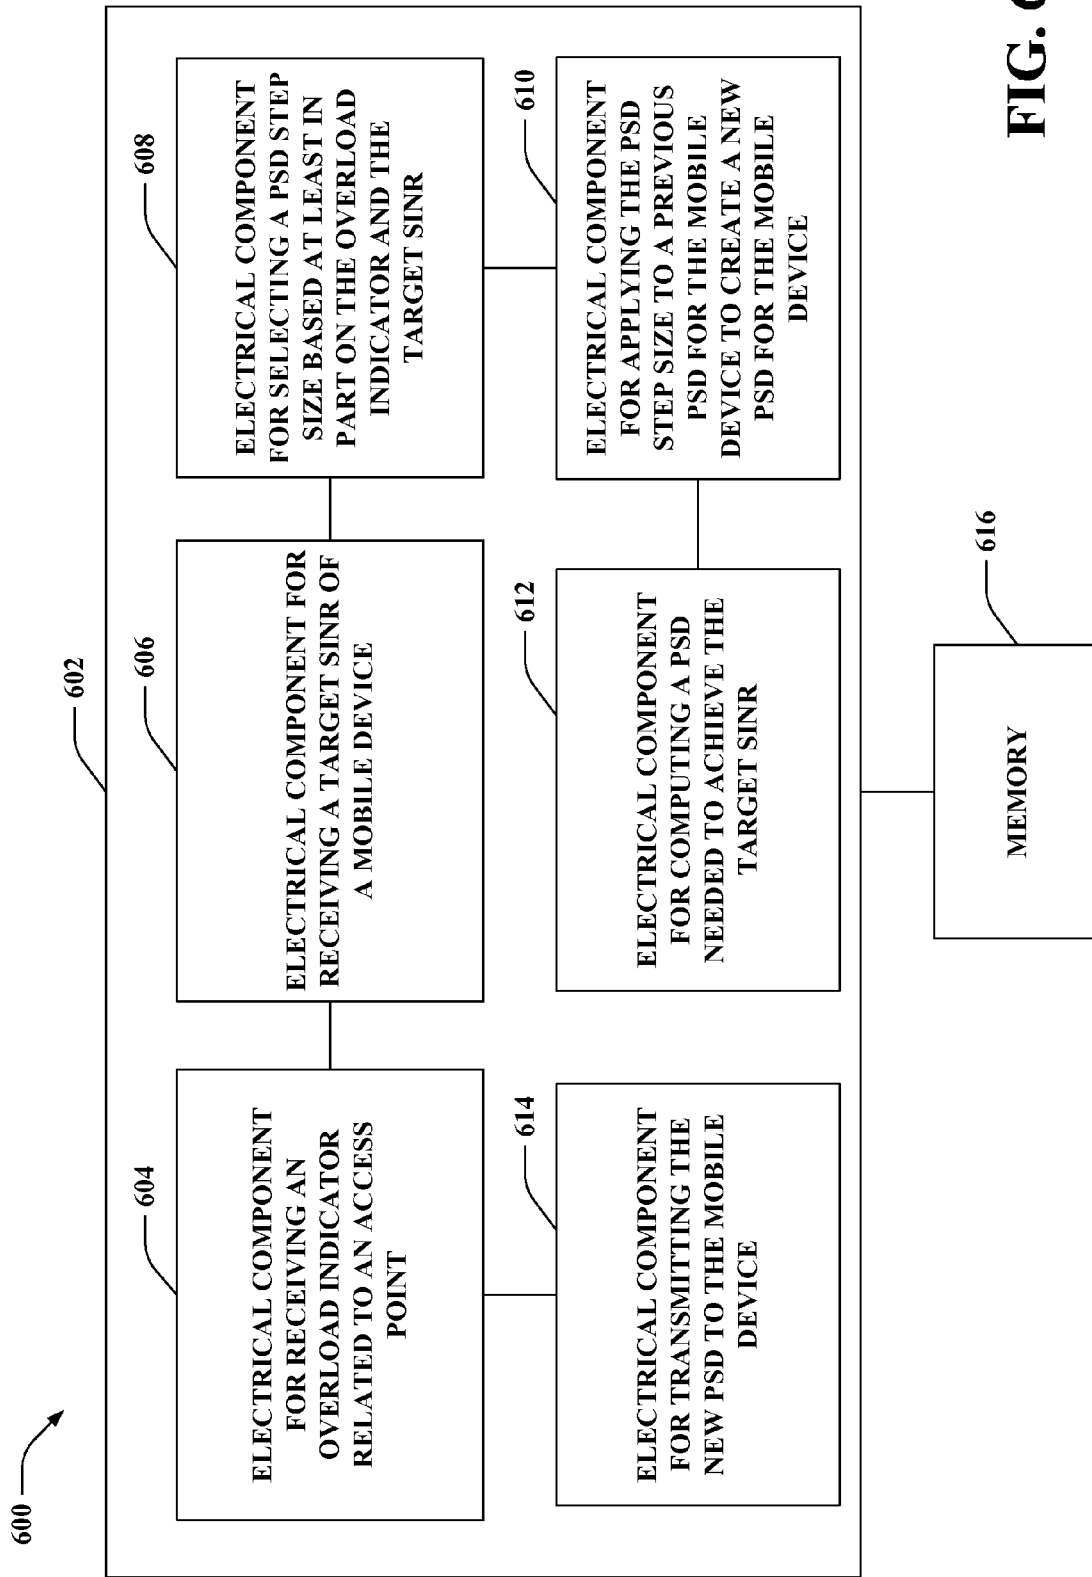 600
602
604
ELECTRICAL COMPONENT
FOR RECEIVING AN
OVERLOAD INDICATOR
RELATED TO AN ACCESS
POINT
606
ELECTRICAL COMPONENT FOR
RECEIVING A TARGET SINR OF
A MOBILE DEVICE
608
ELECTRICAL COMPONENT
FOR SELECTING A PSD STEP
SIZE BASED AT LEAST IN
PART ON THE OVERLOAD
INDICATOR AND THE
TARGET SINR
614
ELECTRICAL COMPONENT
FOR TRANSMITTING THE
NEW PSD TO THE MOBILE
DEVICE
612
ELECTRICAL COMPONENT
FOR COMPUTING A PSD
NEEDED TO ACHIEVE THE
TARGET SINR
610
ELECTRICAL COMPONENT
FOR APPLYING THE PSD
STEP SIZE TO A PREVIOUS
PSD FOR THE MOBILE
DEVICE TO CREATE A NEW
PSD FOR THE MOBILE
DEVICE
616
MEMORY
FIG.